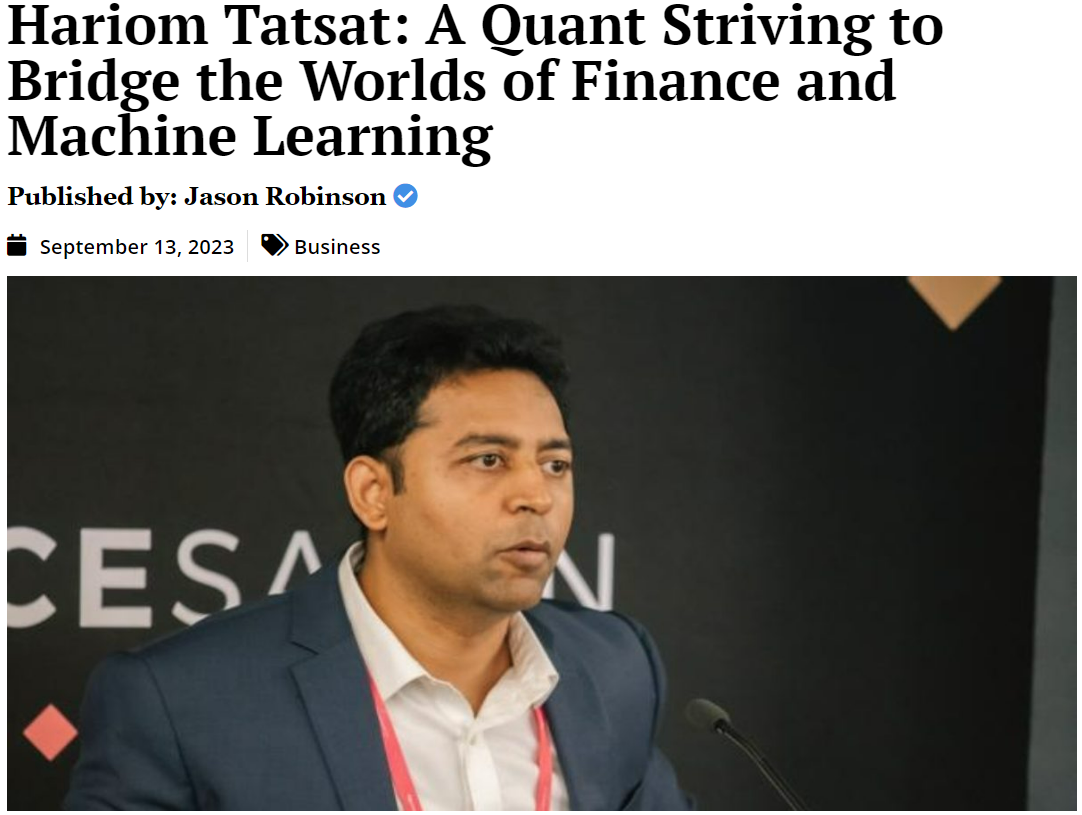 Hariom Tatsat: A Quant Striving to
Bridge the Worlds of Finance and
Machine Learning
Published by: Jason Robinson
September 13, 2023
Business